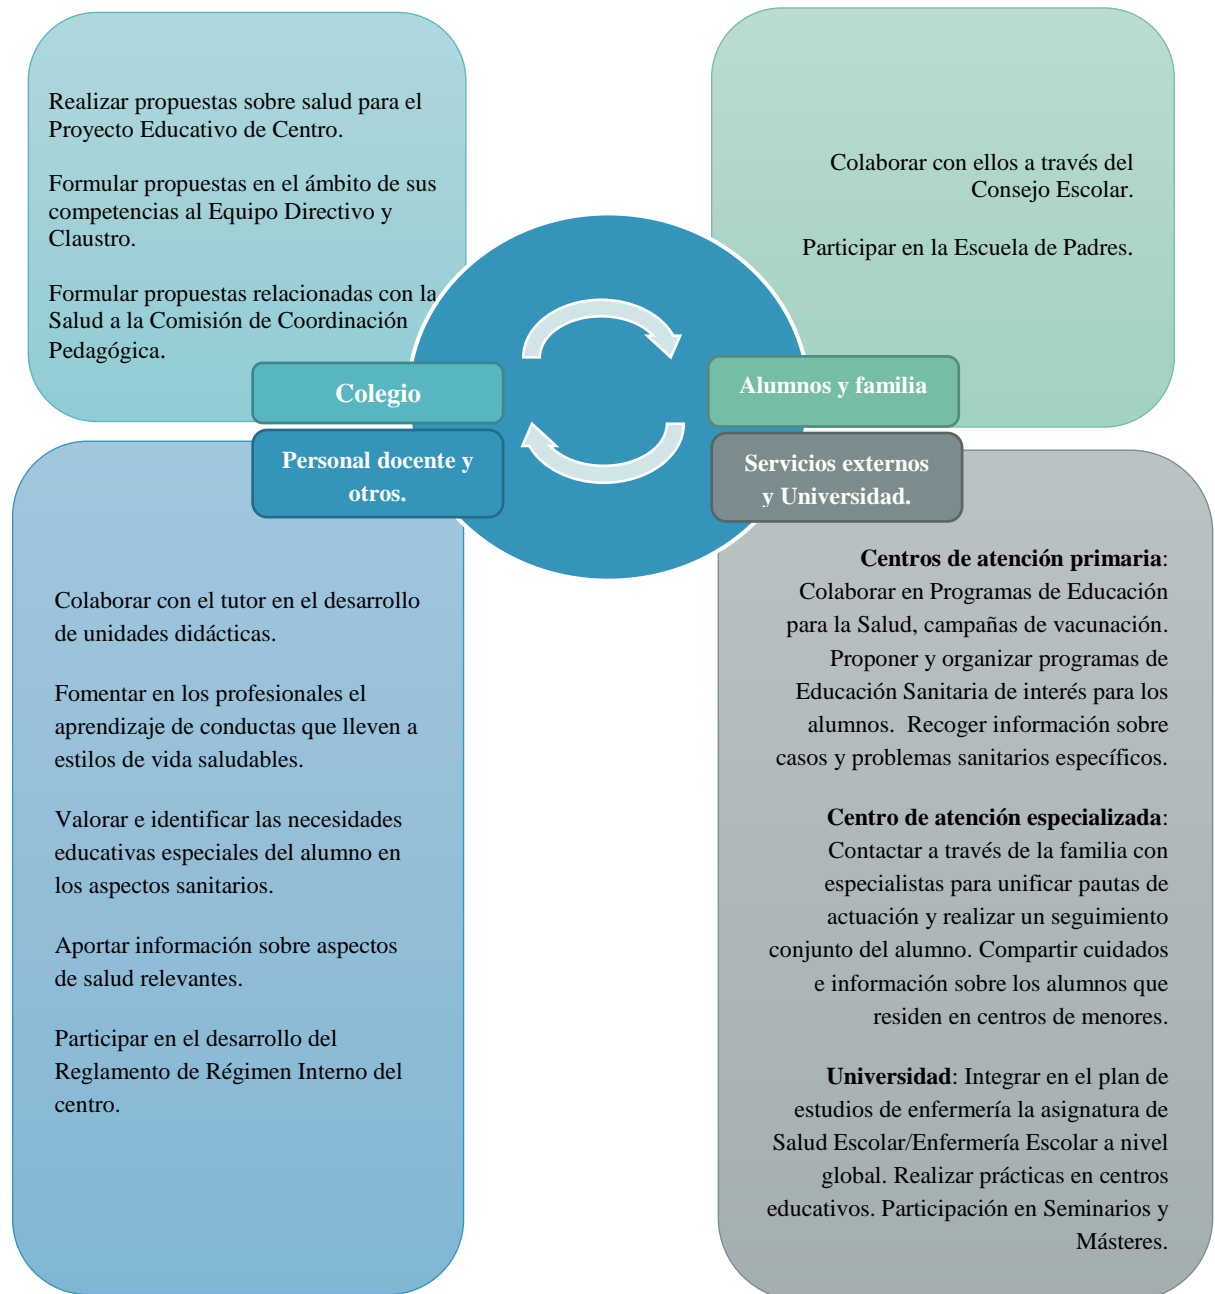 Realizar propuestas sobre salud para el
Proyecto Educativo de Centro.
Formular propuestas en el ámbito de sus
competencias al Equipo Directivo y
Claustro.
Formular propuestas relacionadas con la
Salud a la Comisión de Coordinación
Pedagógica.
Colegio
Colaborar con ellos a través del
Consejo Escolar.
Participar en la Escuela de Padres.
Alumnos y familia
Personal docente y
otros.
Colaborar con el tutor en el desarrollo
de unidades didácticas.
Fomentar en los profesionales el
aprendizaje de conductas que lleven a
estilos de vida saludables.
Valorar e identificar las necesidades
educativas especiales del alumno en
los aspectos sanitarios.
Aportar información sobre aspectos
de salud relevantes.
Participar en el desarrollo del
Reglamento de Régimen Interno del
centro.
Servicios externos
y Universidad.
Centros de atención primaria:
Colaborar en Programas de Educación
para la Salud, campañas de vacunación.
Proponer y organizar programas de
Educación Sanitaria de interés para los
alumnos. Recoger información sobre
casos y problemas sanitarios específicos.
Centro de atención especializada:
Contactar a través de la familia con
especialistas para unificar pautas de
actuación y realizar un seguimiento
conjunto del alumno. Compartir cuidados
e información sobre los alumnos que
residen en centros de menores.
Universidad: Integrar en el plan de
estudios de enfermería la asignatura de
Salud Escolar/Enfermería Escolar a nivel
global. Realizar prácticas en centros
educativos. Participación en Seminarios y
Másteres.